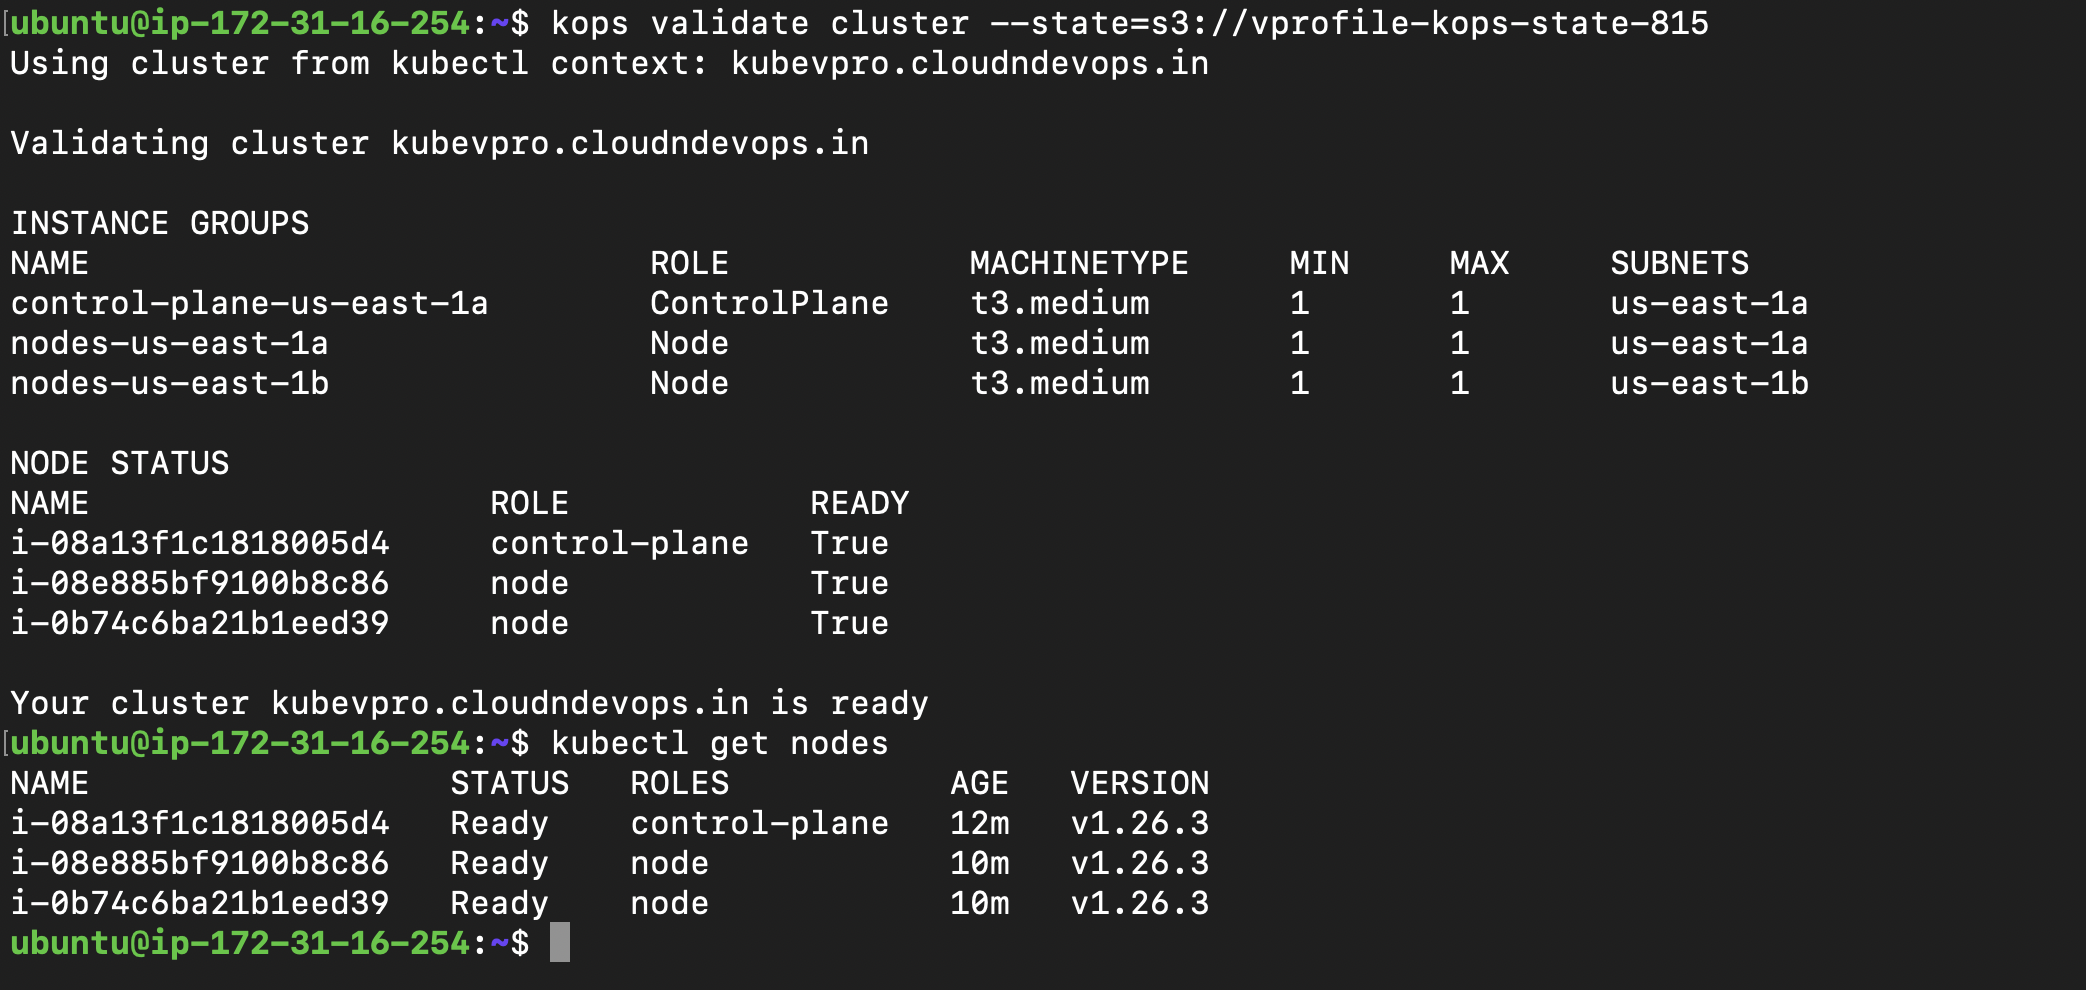 ubuntu@ip-172-31-16-254:~$ kops validate cluster --state=s3://vprofile-kops-state-815
Using cluster from kubectl context: kubevpro.cloudndevops.in
Validating cluster kubevpro.cloudndevops.in
INSTANCE GROUPS
NAME ROLE MACHINETYPE MIN MAX SUBNETS
control-plane-us-east-1a ControlPlane t3.medium 1 1 us-east-1a
nodes-us-east-1a Node t3.medium 1 1 us-east-1a
nodes-us-east-1b Node t3.medium 1 1 us-east-1b
NODE STATUS
NAME ROLE READY
i-08a13f1c1818005d4 control-plane True
i-08e885bf9100b8c86 node True
i-0b74c6ba21b1eed39 node True
Your cluster kubevpro.cloudndevops.in is ready
ubuntu@ip-172-31-16-254:~$ kubectl get nodes
NAME STATUS ROLES AGE VERSION
i-08a13f1c1818005d4 Ready control-plane 12m v1.26.3
i-08e885bf9100b8c86 Ready node 10m v1.26.3
i-0b74c6ba21b1eed39 Ready node 10m v1.26.3
ubuntu@ip-172-31-16-254:~$